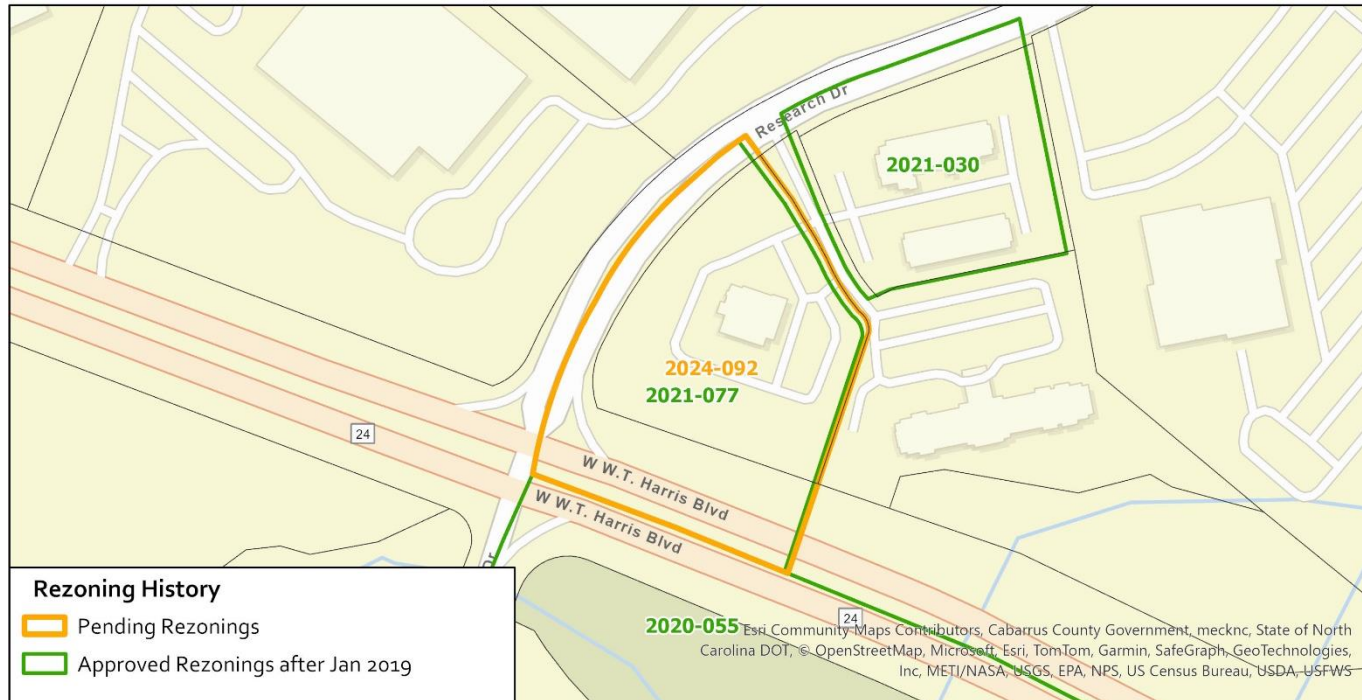 Research Dr
2021-030
2024-092
2021-077
24
W W.T. Harris Blvd
W W.T. Harris Blvd
Dr
24
2020-055
Rezoning History
Pending Rezonings
Approved Rezonings after Jan 2019
Esri Community Maps Contributors, Cabarrus County Government, mecknc, State of North
Carolina DOT, © OpenStreetMap, Microsoft, Esri, TomTom, Garmin, SafeGraph, GeoTechnologies,
Inc, METI/NASA, USGS, EPA, NPS, US Census Bureau, USDA, USFWS